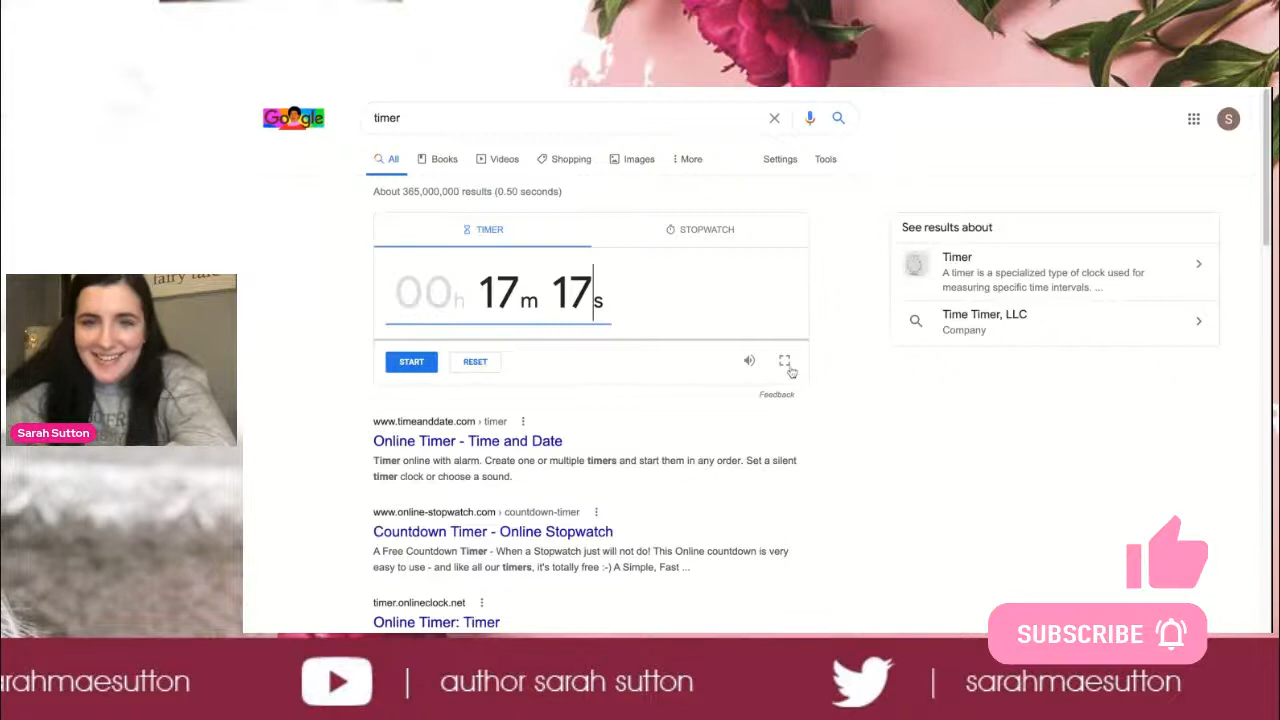 Google
timer
All
Books
Videos
Shopping
Images
More
Settings
Tools
S
About 365,000,000 results (0.50 seconds)
TIMER
STOPWATCH
00h 17m 17s
START
RESET
Feedback
See results about
Timer
A timer is a specialized type of clock used for
measuring specific time intervals. ...
Time Timer, LLC
Company
www.timeanddate.com › timer
Online Timer - Time and Date
Timer online with alarm. Create one or multiple timers and start them in any order. Set a silent
timer clock or choose a sound.
www.online-stopwatch.com › countdown-timer
Countdown Timer - Online Stopwatch
A Free Countdown Timer - When a Stopwatch just will not do! This Online countdown is very
easy to use - and like all our timers, it's totally free :-) A Simple, Fast ...
timer.onlineclock.net
Online Timer: Timer
fairy
Sarah Sutton
SUBSCRIBE
rahmaesutton
| author sarah sutton
| sarahmaesutton